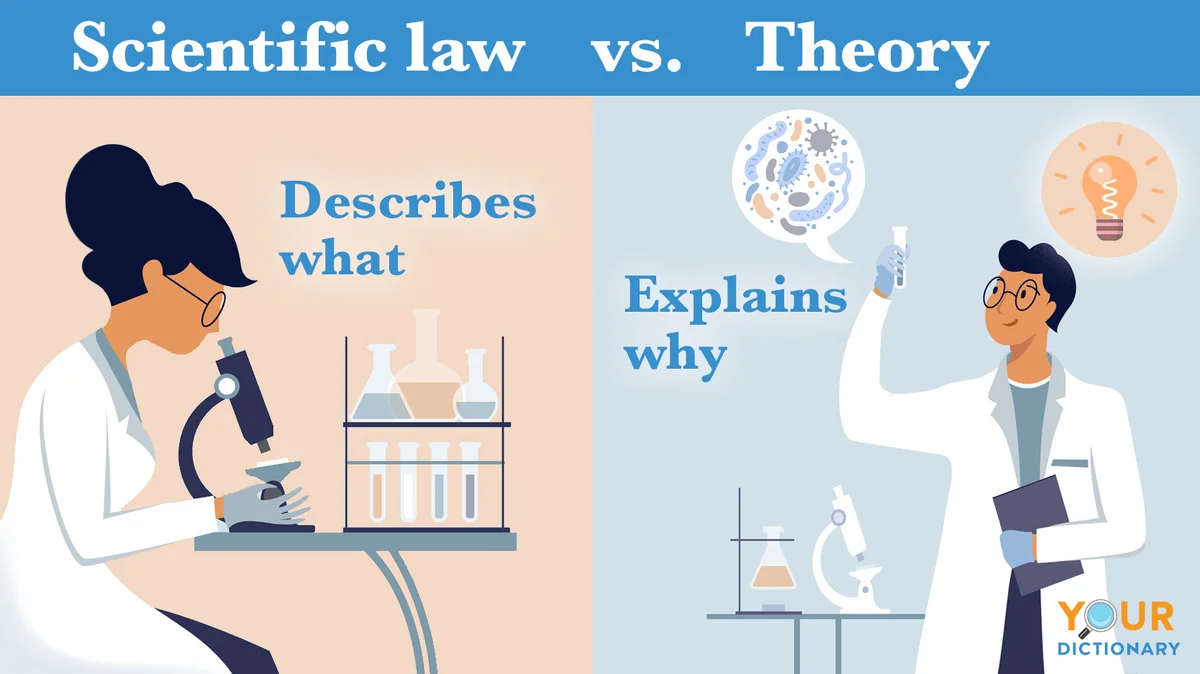 Scientific law vs. Theory
Describes
what
Explains
why
YOUR
DICTIONARY